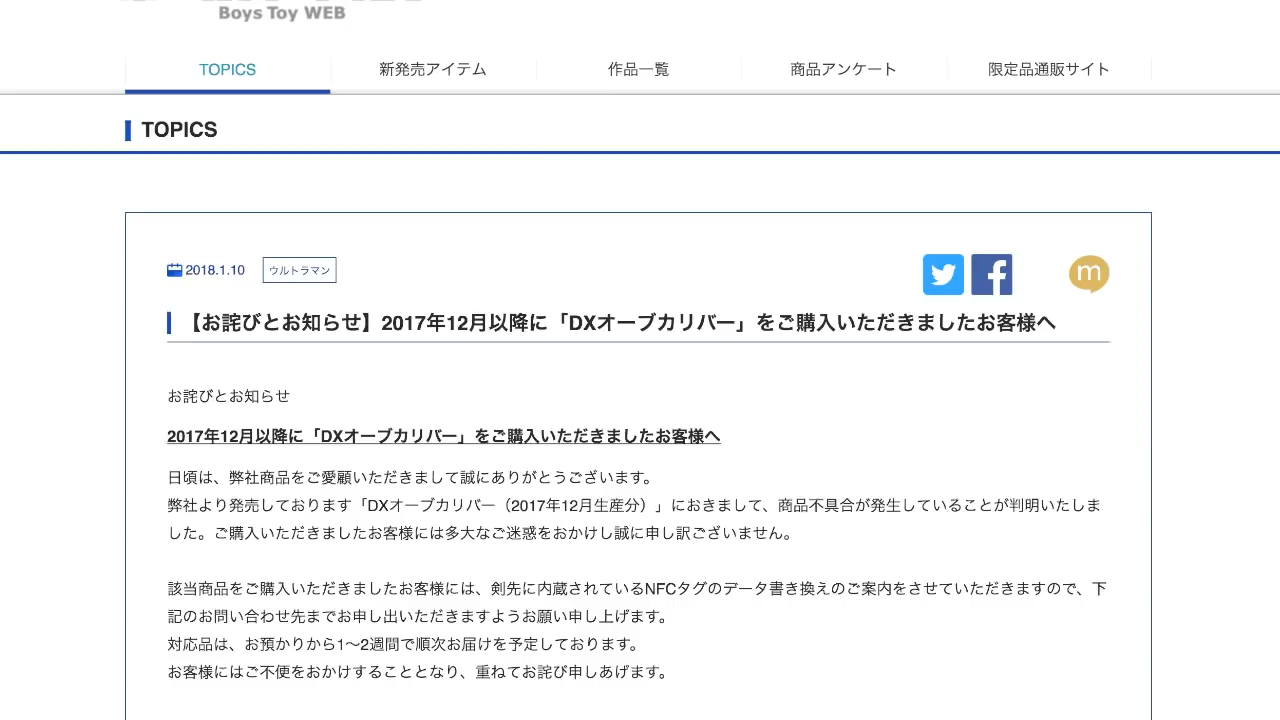 Boys Toy WEB
TOPICS 新発売アイテム 作品一覧 商品アンケート 限定品通販サイト
TOPICS
2018.1.10 ウルトラマン
【お詫びとお知らせ】2017年12月以降に「DXオーブカリバー」をご購入いただきましたお客様へ
お詫びとお知らせ
2017年12月以降に「DXオーブカリバー」をご購入いただきましたお客様へ
日頃は、弊社商品をご愛顧いただきまして誠にありがとうございます。
弊社より発売しております「DXオーブカリバー（2017年12月生産分）」におきまして、商品不具合が発生していることが判明いたしま
した。ご購入いただきましたお客様には多大なご迷惑をおかけし誠に申し訳ございません。
該当商品をご購入いただきましたお客様には、剣先に内蔵されているNFCタグのデータ書き換えのご案内をさせていただきますので、下
記のお問い合わせ先までお申し出いただきますようお願い申し上げます。
対応品は、お預かりから1〜2週間で順次お届けを予定しております。
お客様にはご不便をおかけすることとなり、重ねてお詫び申しあげます。